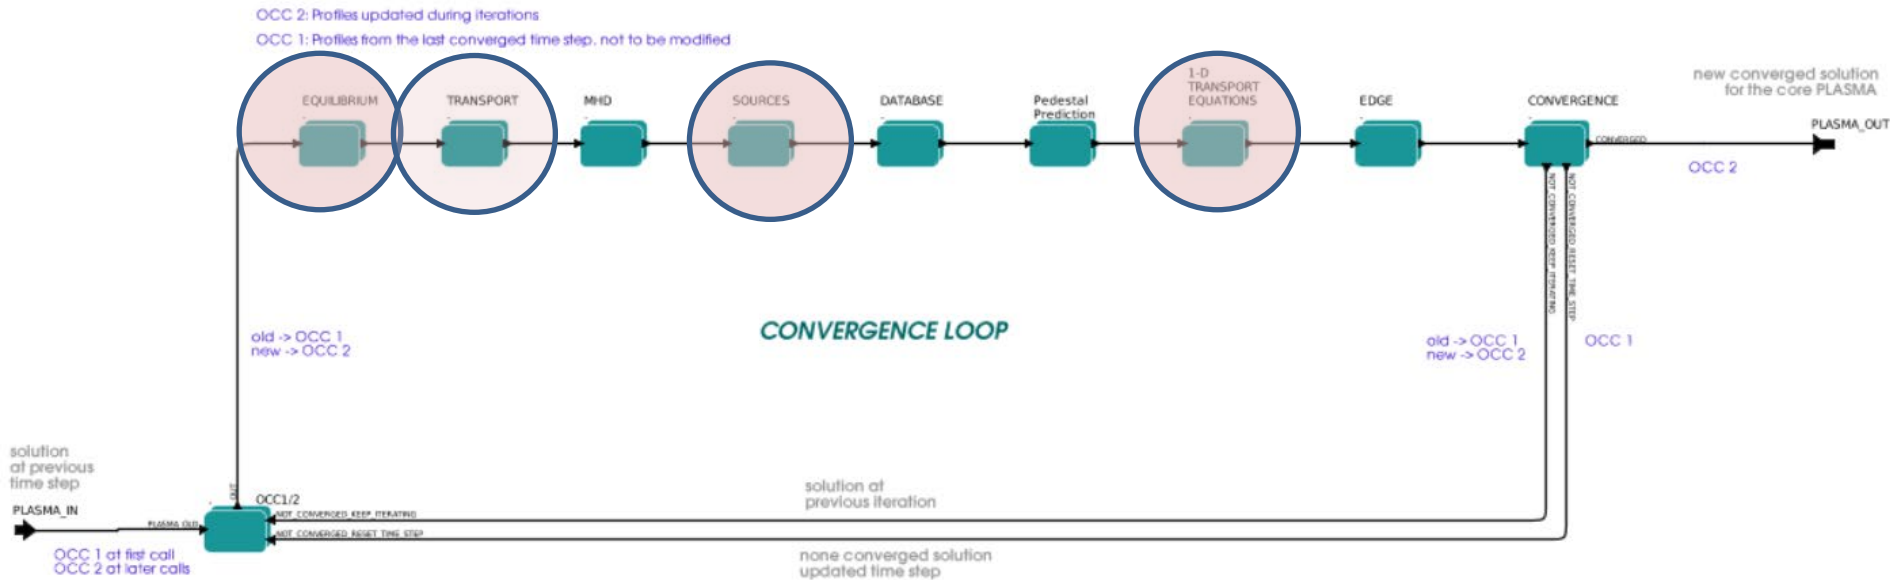 OCC 2: Profiles updated during iterations
OCC 1: Profiles from the last converged time step, not to be modified
EQUILIBRIUM
TRANSPORT
MHD
SOURCES
DATABASE
Pedestal
Prediction
1-D
TRANSPORT
EQUATIONS
EDGE
CONVERGENCE
new converged solution
for the core PLASMA
PLASMA_OUT
CONVERGED
OCC 2
NOT_CONVERGED_KEEP_ITERATING
NOT_CONVERGED_RESET_TIME_STEP
old -> OCC 1
new -> OCC 2
CONVERGENCE LOOP
old -> OCC 1
new -> OCC 2
OCC 1
solution
at previous
time step
PLASMA_IN
PLASMA_OLD
OUT
OCC1/2
NOT_CONVERGED_KEEP_ITERATING
NOT_CONVERGED_RESET_TIME_STEP
solution at
previous iteration
none converged solution
updated time step
OCC 1 at first call
OCC 2 at later calls